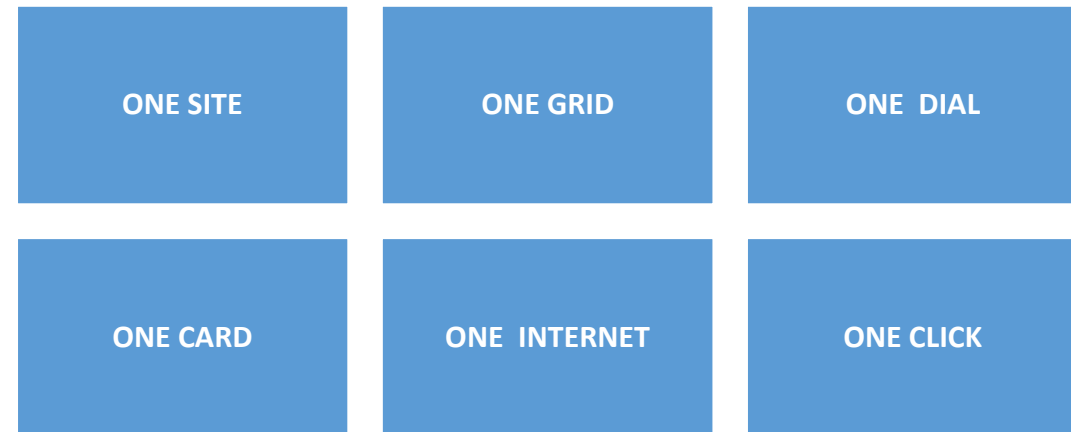 ONE SITE
ONE GRID
ONE  DIAL
ONE CARD
ONE  INTERNET
ONE CLICK